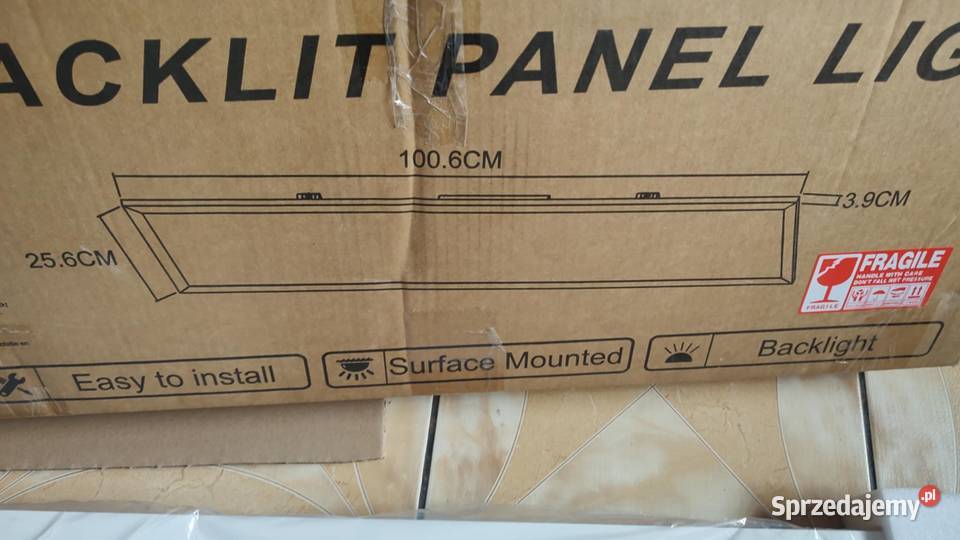 ACKLIT PANEL LIG
100.6CM
3.9CM
25.6CM
FRAGILE
HANDLE WITH CARE
DON'T FALL NOT PRESSURE
FRAGILE
Easy to install
Surface Mounted
Backlight
Sprzedajemy.pl